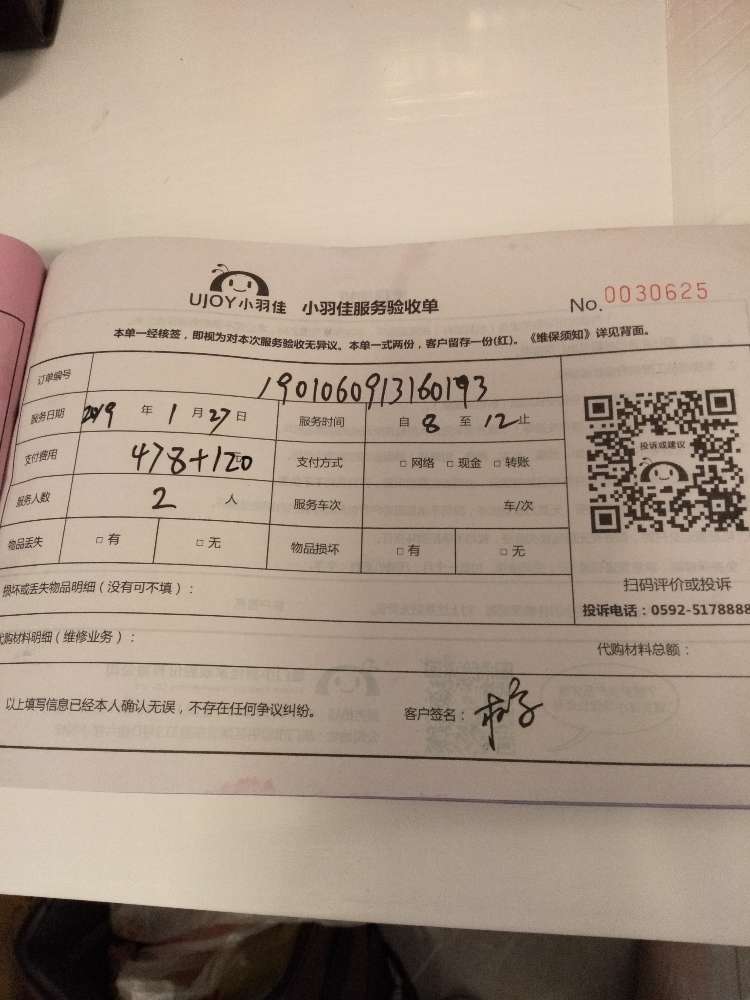 UJOY小羽佳 小羽佳服务验收单 No. 0030625
本单一经核签，即视为对本次服务验收无异议。本单一式两份，客户留存一份(红)。《维保须知》详见背面。
订单编号 1901060913160193
服务日期 2019 年 1 月 27 日 服务时间 自 8 至 12 止
支付费用 478+120 元 支付方式 □ 网络 □ 现金 □ 转账
服务人数 2 人 服务车次 车/次
物品丢失 □ 有 □ 无 物品损坏 □ 有 □ 无
投诉或建议
扫码评价或投诉
投诉电话：0592-5178888
损坏或丢失物品明细（没有可不填）：
代购材料明细（维修业务）： 代购材料总额：
以上填写信息已经本人确认无误，不存在任何争议纠纷。 客户签名：